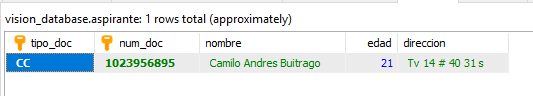 vision_database.aspirante: 1 rows total (approximately)
tipo_doc num_doc nombre edad direccion
CC 1023956895 Camilo Andres Buitrago 21 Tv 14 # 40 31 s